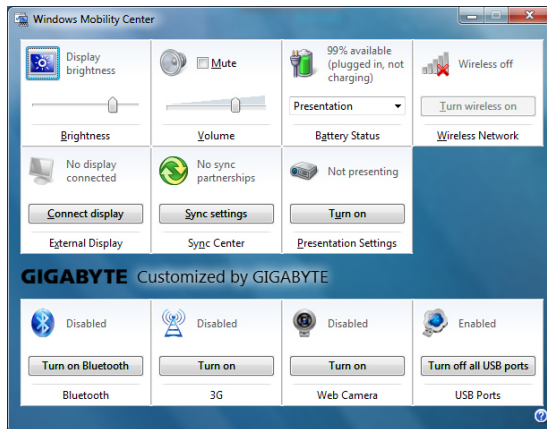 Windows Mobility Center
Display
brightness
Brightness
Mute
Volume
99% available
(plugged in, not
charging)
Presentation
Battery Status
Wireless off
Turn wireless on
Wireless Network
No display
connected
Connect display
External Display
No sync
partnerships
Sync settings
Sync Center
Not presenting
Turn on
Presentation Settings
GIGABYTE Customized by GIGABYTE
Disabled
Turn on Bluetooth
Bluetooth
Disabled
Turn on
3G
Disabled
Turn on
Web Camera
Enabled
Turn off all USB ports
USB Ports